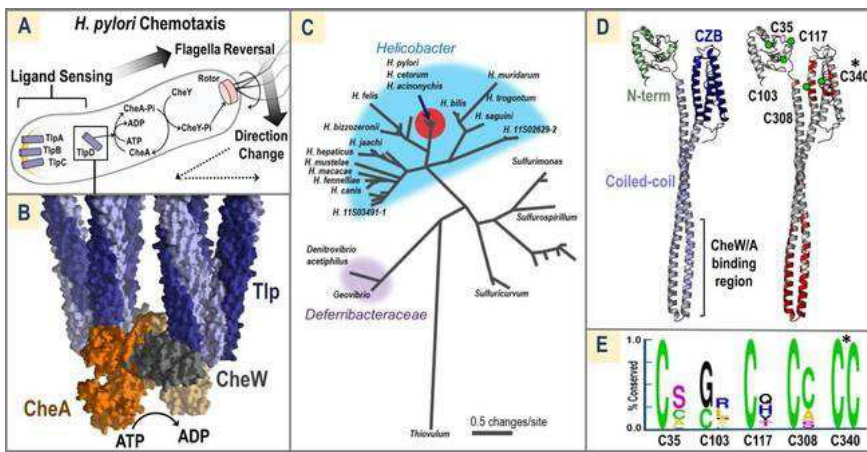 A
H. pylori Chemotaxis
Flagella Reversal
Ligand Sensing
Rotor
CheY
CheA-Pi
ADP
ATP
CheA
CheY-Pi
TlpA
TlpB
TlpC
TlpD
Direction
Change
B
Tlp
CheW
CheA
ATP
ADP
C
Helicobacter
H. pylori
H. cetorum
H. acinonychis
H. muridarum
H. trogontum
H. felis
H. bilis
H. saguini
H. bizzozeronii
H. 11S02629-2
H. jaachi
H. hepaticus
H. mustelae
H. macacae
H. fennelliae
H. canis
H. 11S03491-1
Sulfurimonas
Sulfurospirillum
Denitrovibrio
acetiphilus
Geovibrio
Sulfuricurvum
Deferribacteraceae
Thiovulum
0.5 changes/site
D
CZB
C35
C117
*
C340
N-term
C103
C308
Coiled-coil
CheW/A
binding
region
E
% Conserved
1.0
0.0
*
C S G R C Q C C C C
C A C L H A
Y S
C35 C103 C117 C308 C340